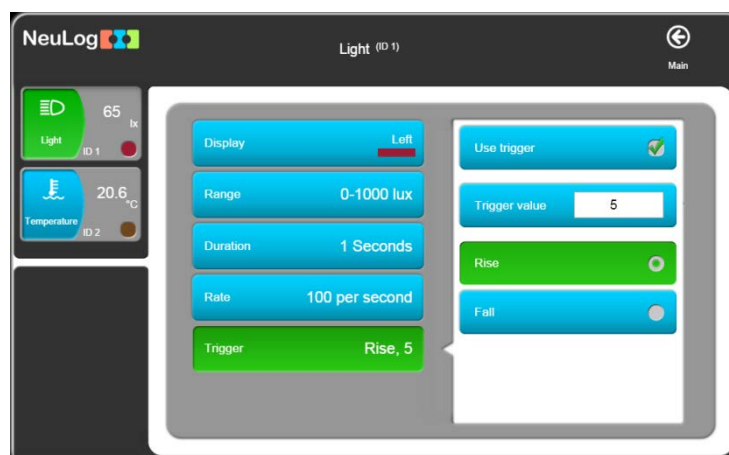 NeuLog
Light (ID 1)
Main
65
lx
Light
ID 1
20.6
°C
Temperature
ID 2
Display Left
Range 0-1000 lux
Duration 1 Seconds
Rate 100 per second
Trigger Rise, 5
Use trigger
Trigger value 5
Rise
Fall